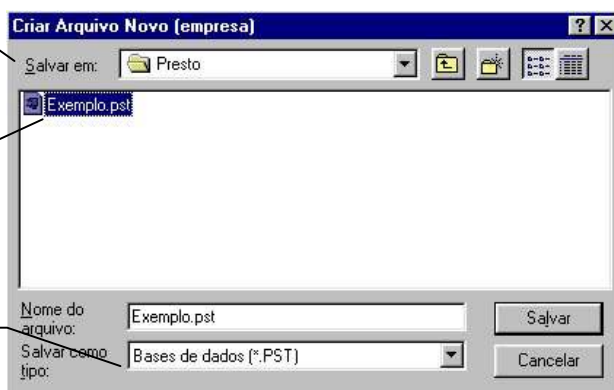 Criar Arquivo Novo (empresa)
Salvar em: Presto
Exemplo.pst
Nome do arquivo: Exemplo.pst
Salvar
Salvar como tipo: Bases de dados (*.PST)
Cancelar